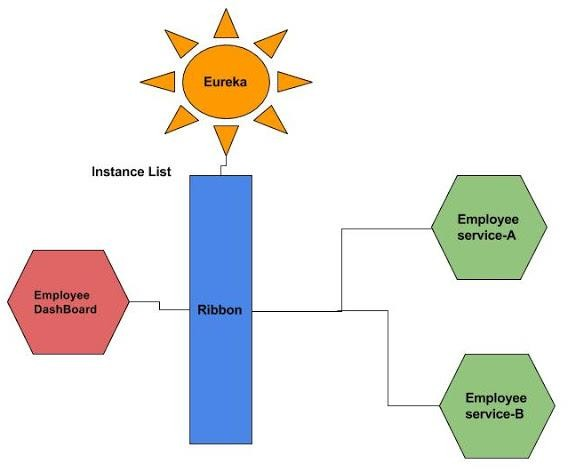 Eureka
Instance List
Employee
service-A
Employee
DashBoard
Ribbon
Employee
service-B